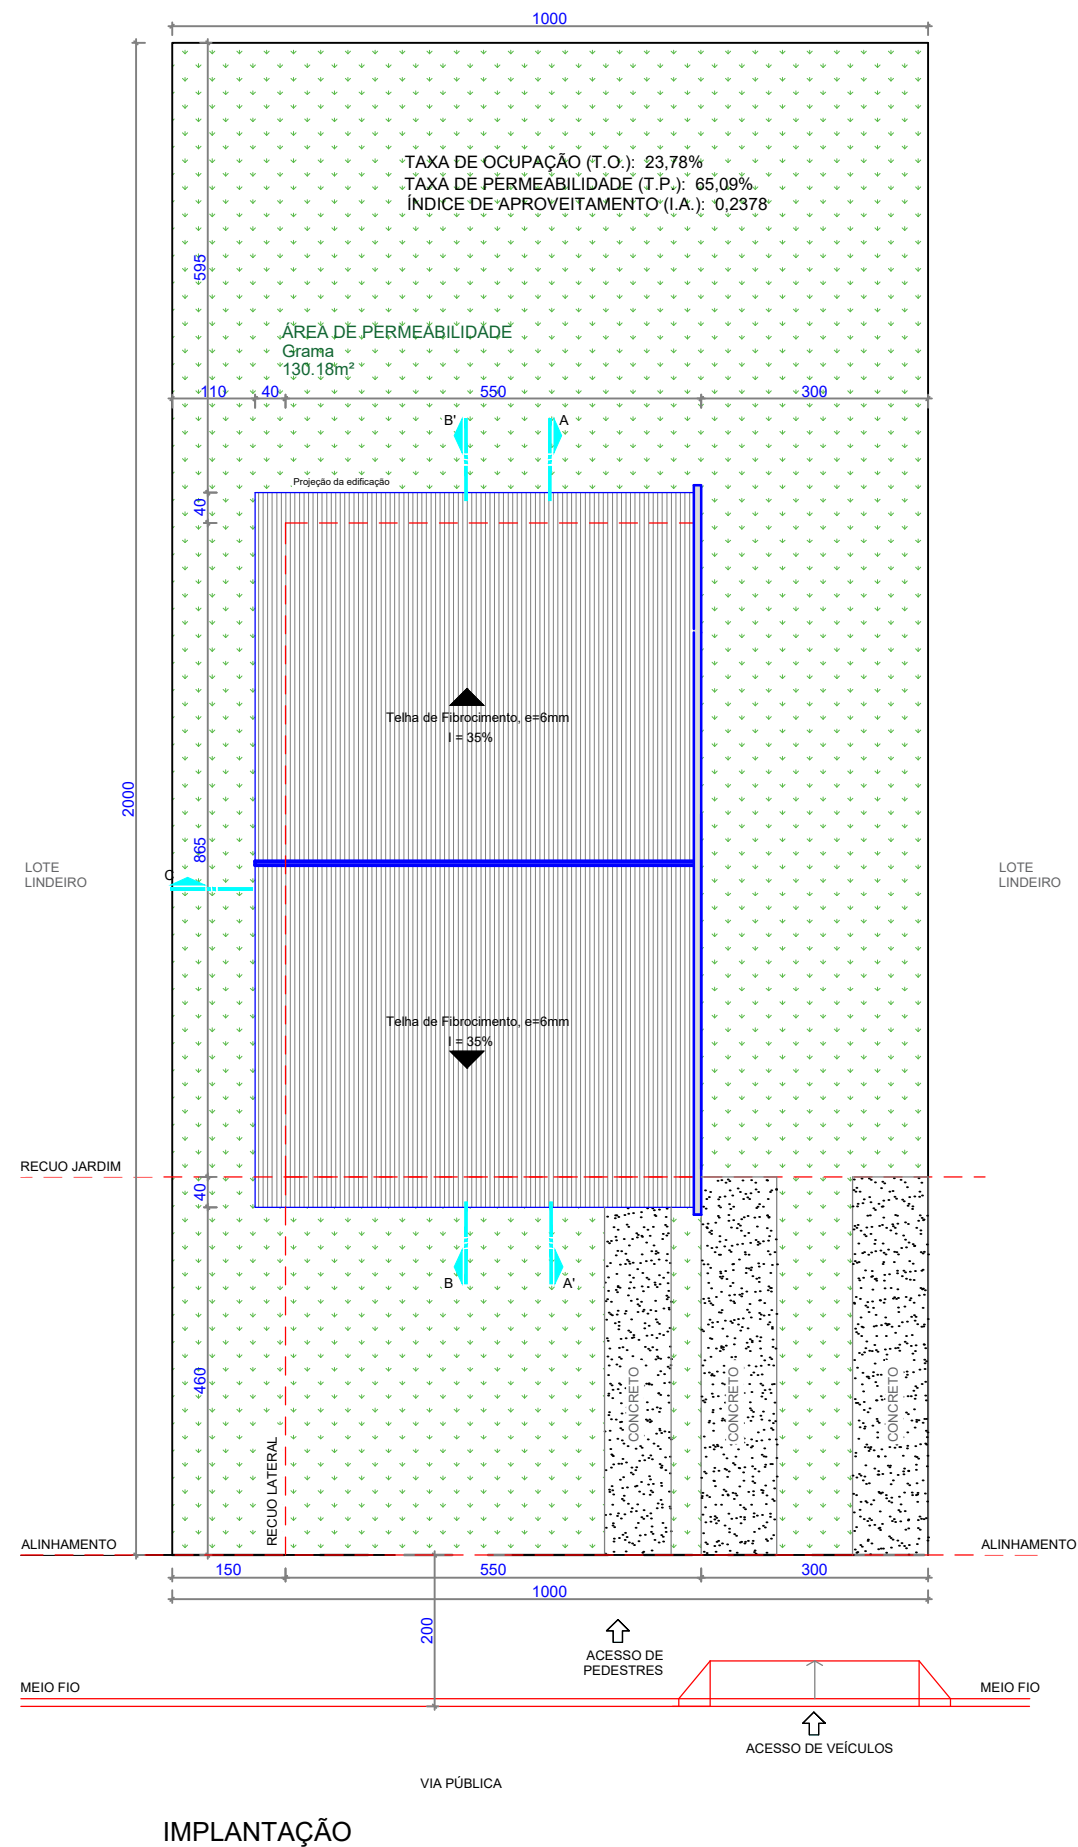 1000
TAXA DE OCUPAÇÃO (T.O.): 23,78%
TAXA DE PERMEABILIDADE (T.P.): 65,09%
ÍNDICE DE APROVEITAMENTO (I.A.): 0,2378
595
ÁREA DE PERMEABILIDADE
Grama
130.18m²
110
40
550
300
B'
A
Projeção da edificação
40
Telha de Fibrocimento, e=6mm
I = 35%
2000
865
LOTE
LINDEIRO
C
LOTE
LINDEIRO
Telha de Fibrocimento, e=6mm
I = 35%
RECUO JARDIM
40
B
A'
460
CONCRETO
CONCRETO
CONCRETO
RECUO LATERAL
ALINHAMENTO
ALINHAMENTO
150
550
300
1000
200
ACESSO DE
PEDESTRES
MEIO FIO
MEIO FIO
ACESSO DE VEÍCULOS
VIA PÚBLICA
IMPLANTAÇÃO